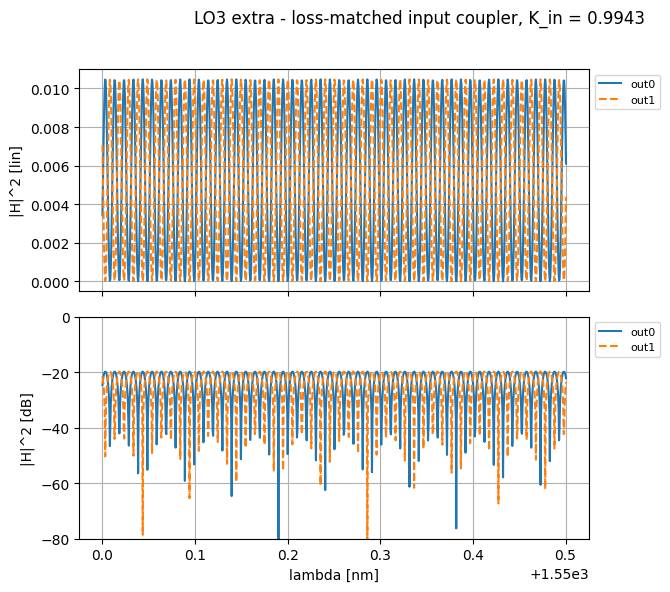 LO3 extra - loss-matched input coupler, K_in = 0.9943
|H|^2 [lin]
0.010
0.008
0.006
0.004
0.002
0.000
out0
out1
|H|^2 [dB]
0
−20
−40
−60
−80
out0
out1
0.0 0.1 0.2 0.3 0.4 0.5
lambda [nm]
+1.55e3